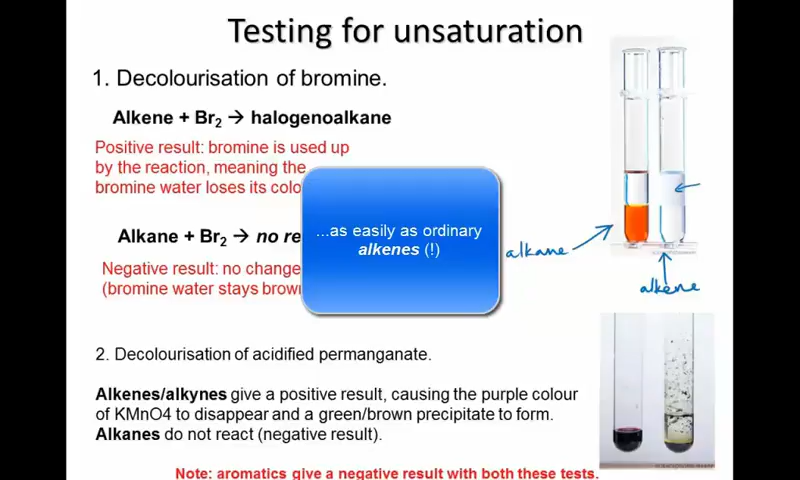 Testing for unsaturation
1. Decolourisation of bromine.
Alkene + Br₂ → halogenoalkane
Positive result: bromine is used up
by the reaction, meaning the
bromine water loses its colo
...as easily as ordinary
alkenes (!)
Alkane + Br₂ → no re
Negative result: no change
(bromine water stays brow
alkane
alkene
2. Decolourisation of acidified permanganate.
Alkenes/alkynes give a positive result, causing the purple colour
of KMnO4 to disappear and a green/brown precipitate to form.
Alkanes do not react (negative result).
Note: aromatics give a negative result with both these tests.